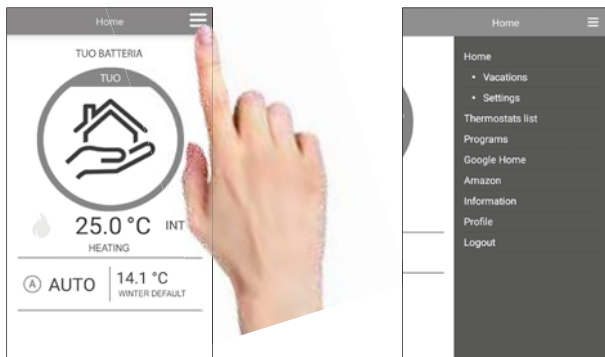 Home
TUO BATTERIA
TUO
25.0 °C INT
HEATING
A AUTO
14.1 °C
WINTER DEFAULT
Home
Home
• Vacations
• Settings
Thermostats list
Programs
Google Home
Amazon
Information
Profile
Logout